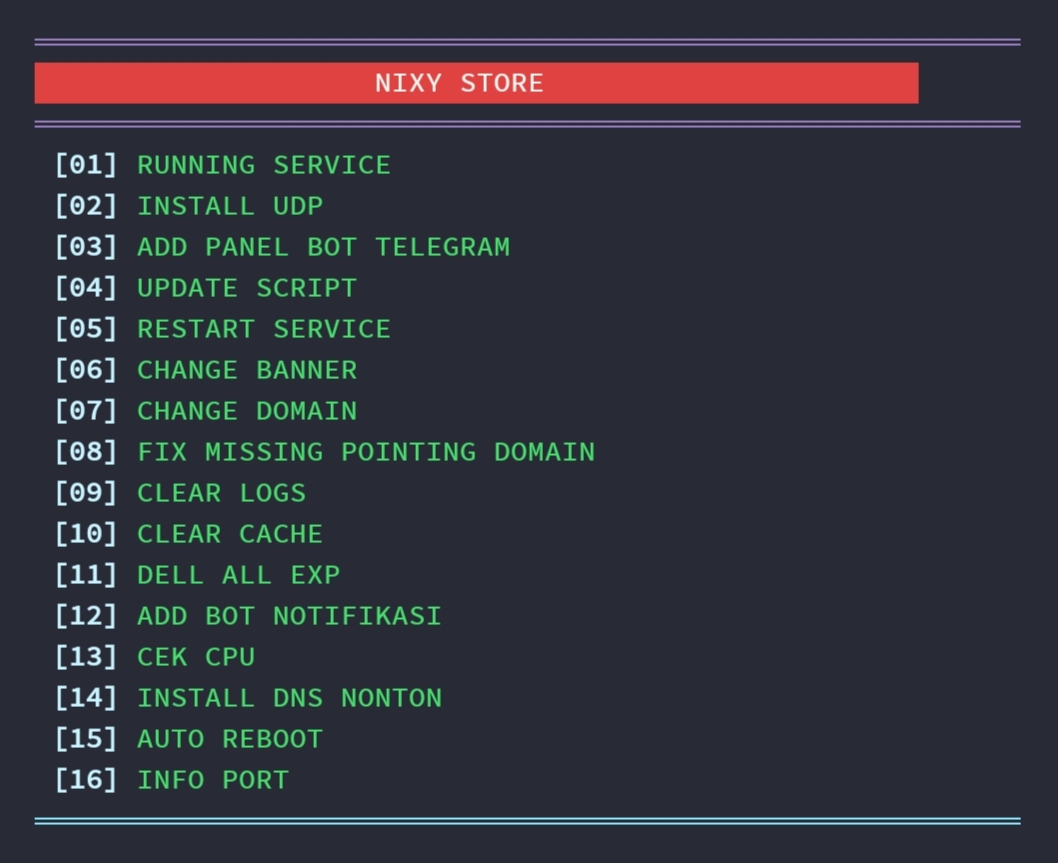 NIXY STORE
[01] RUNNING SERVICE
[02] INSTALL UDP
[03] ADD PANEL BOT TELEGRAM
[04] UPDATE SCRIPT
[05] RESTART SERVICE
[06] CHANGE BANNER
[07] CHANGE DOMAIN
[08] FIX MISSING POINTING DOMAIN
[09] CLEAR LOGS
[10] CLEAR CACHE
[11] DELL ALL EXP
[12] ADD BOT NOTIFIKASI
[13] CEK CPU
[14] INSTALL DNS NONTON
[15] AUTO REBOOT
[16] INFO PORT